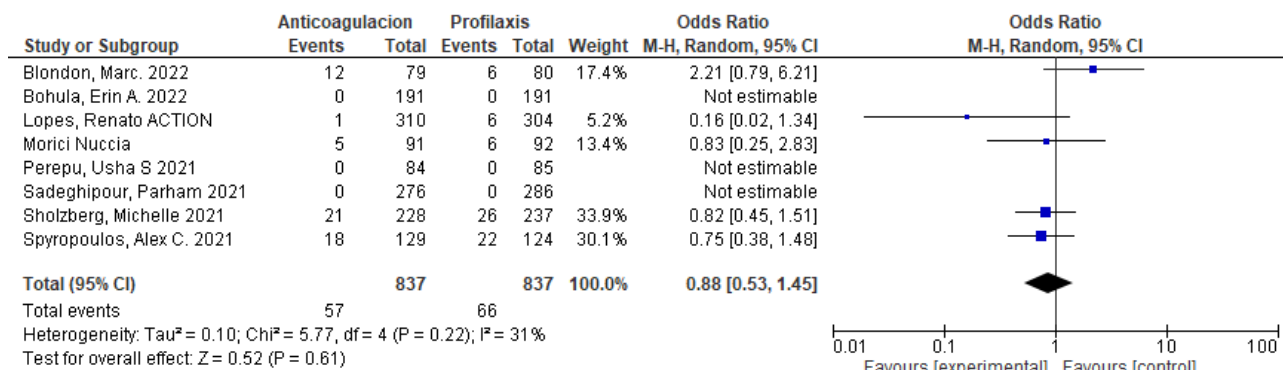 Anticoagulacion Profilaxis Odds Ratio Odds Ratio
Study or Subgroup Events Total Events Total Weight M-H, Random, 95% CI M-H, Random, 95% CI
Blondon, Marc. 2022 12 79 6 80 17.4% 2.21 [0.79, 6.21]
Bohula, Erin A. 2022 0 191 0 191 Not estimable
Lopes, Renato ACTION 1 310 6 304 5.2% 0.16 [0.02, 1.34]
Morici Nuccia 5 91 6 92 13.4% 0.83 [0.25, 2.83]
Perepu, Usha S 2021 0 84 0 85 Not estimable
Sadeghipour, Parham 2021 0 276 0 286 Not estimable
Sholzberg, Michelle 2021 21 228 26 237 33.9% 0.82 [0.45, 1.51]
Spyropoulos, Alex C. 2021 18 129 22 124 30.1% 0.75 [0.38, 1.48]
Total (95% CI) 837 837 100.0% 0.88 [0.53, 1.45]
Total events 57 66
Heterogeneity: Tau² = 0.10; Chi² = 5.77, df = 4 (P = 0.22); I² = 31%
Test for overall effect: Z = 0.52 (P = 0.61)
0.01 0.1 1 10 100
Favours [experimental] Favours [control]